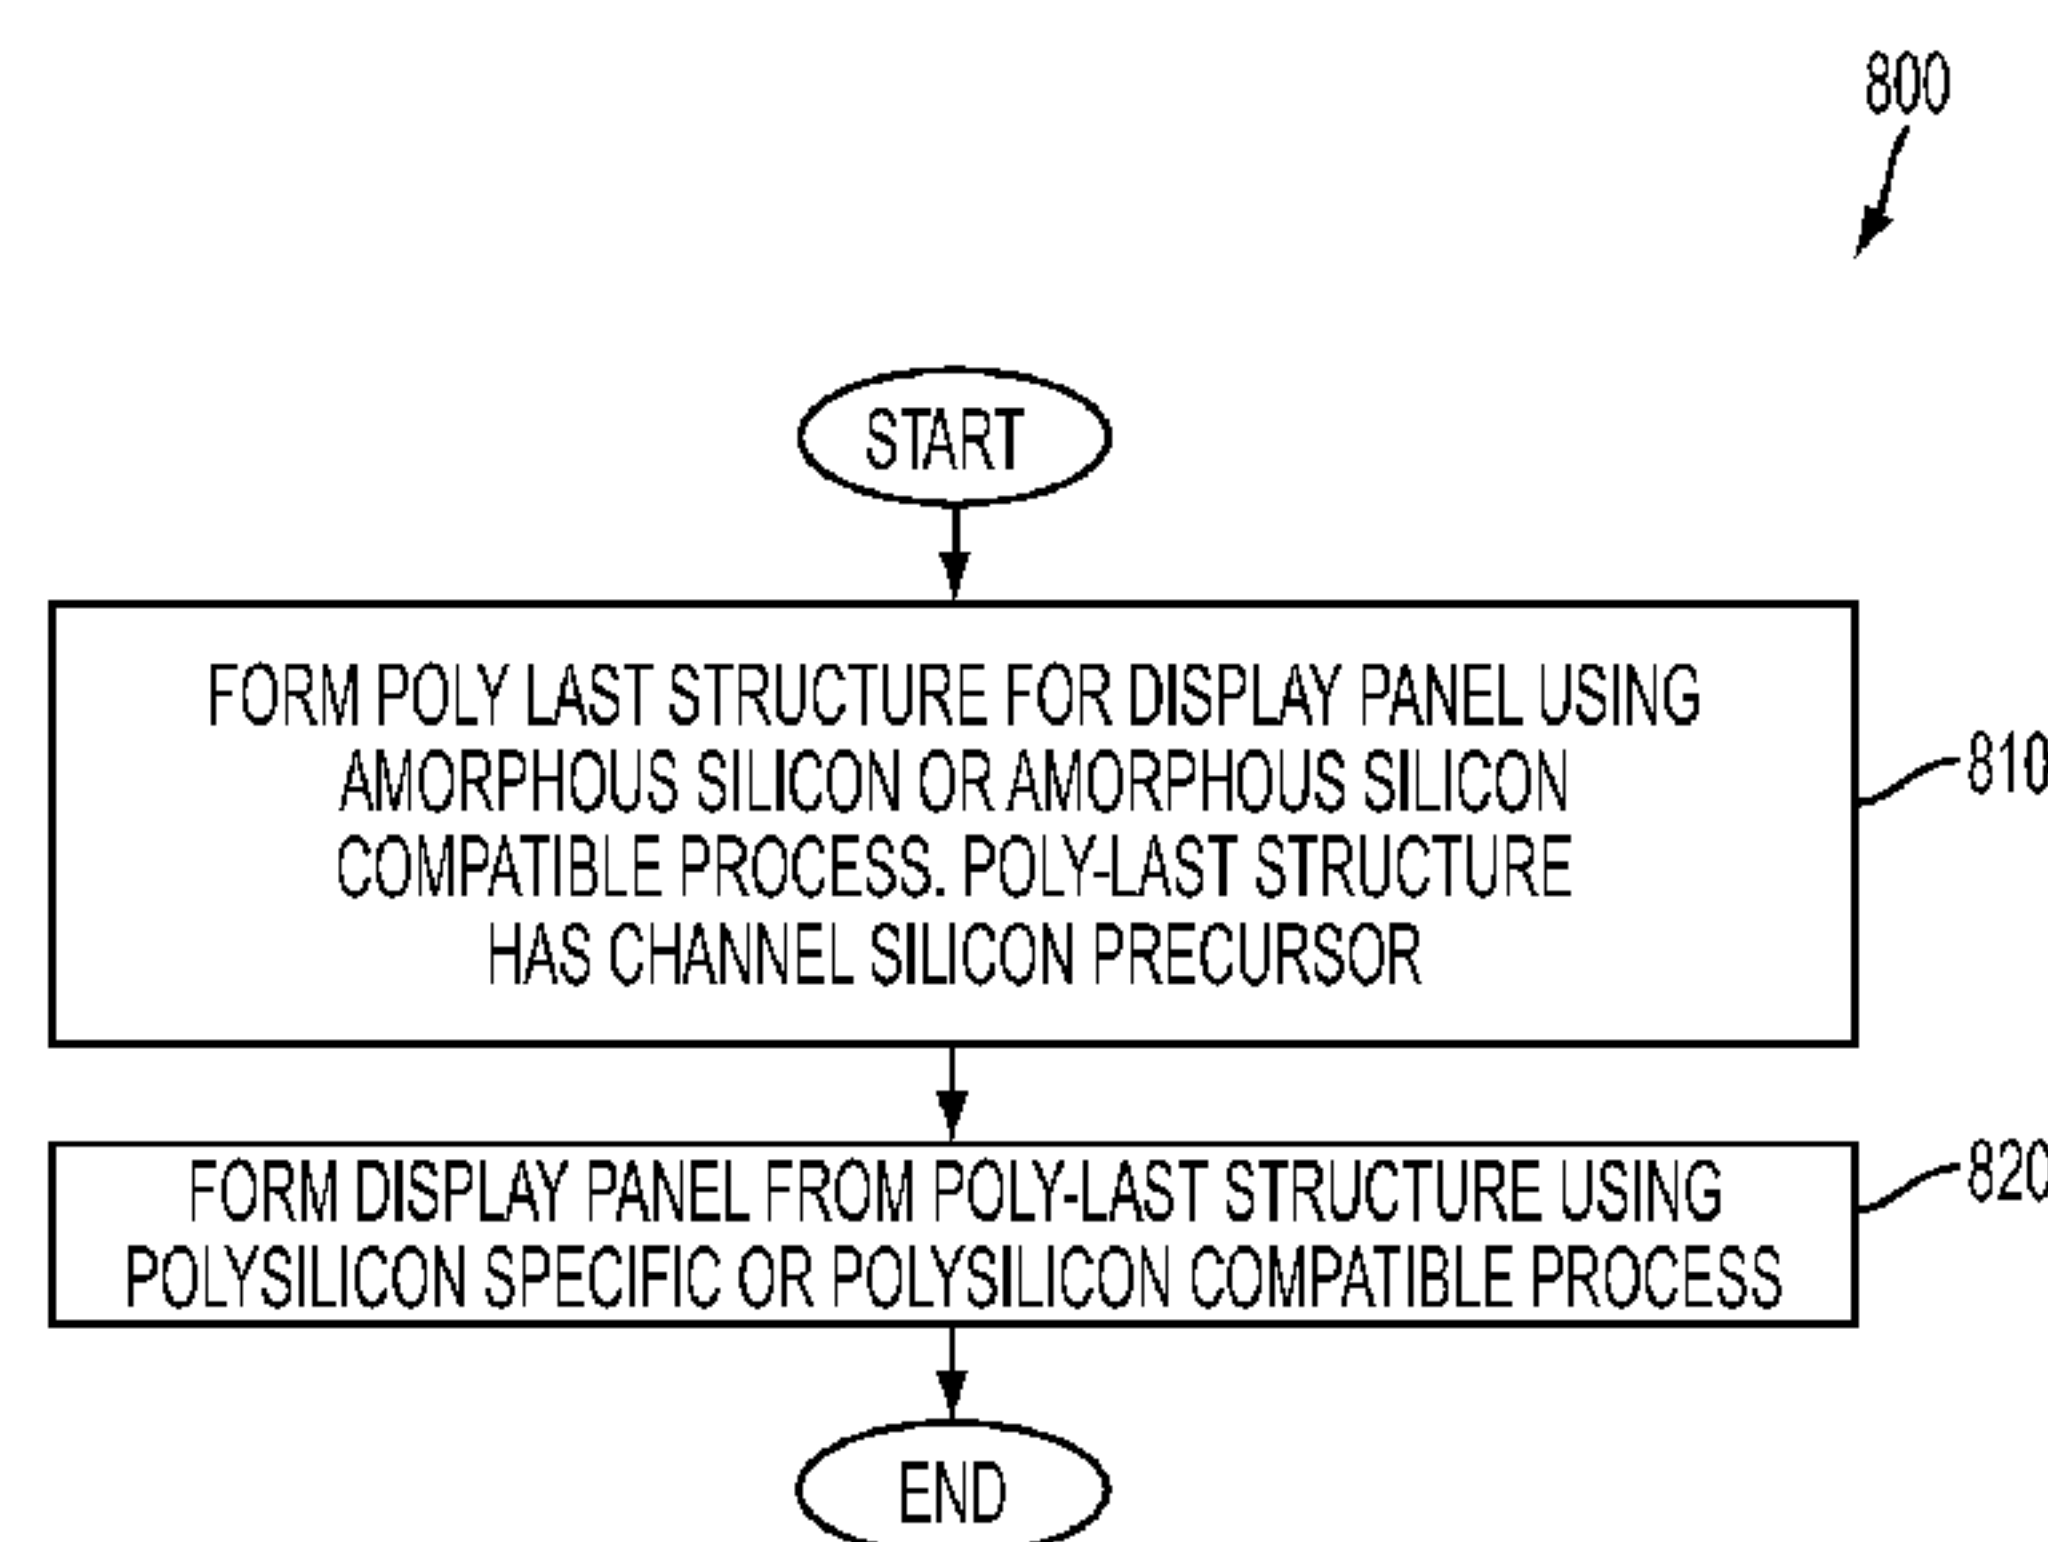 800
START
FORM POLY LAST STRUCTURE FOR DISPLAY PANEL USING
AMORPHOUS SILICON OR AMORPHOUS SILICON
COMPATIBLE PROCESS. POLY-LAST STRUCTURE
HAS CHANNEL SILICON PRECURSOR
810
FORM DISPLAY PANEL FROM POLY-LAST STRUCTURE USING
POLYSILICON SPECIFIC OR POLYSILICON COMPATIBLE PROCESS
820
END